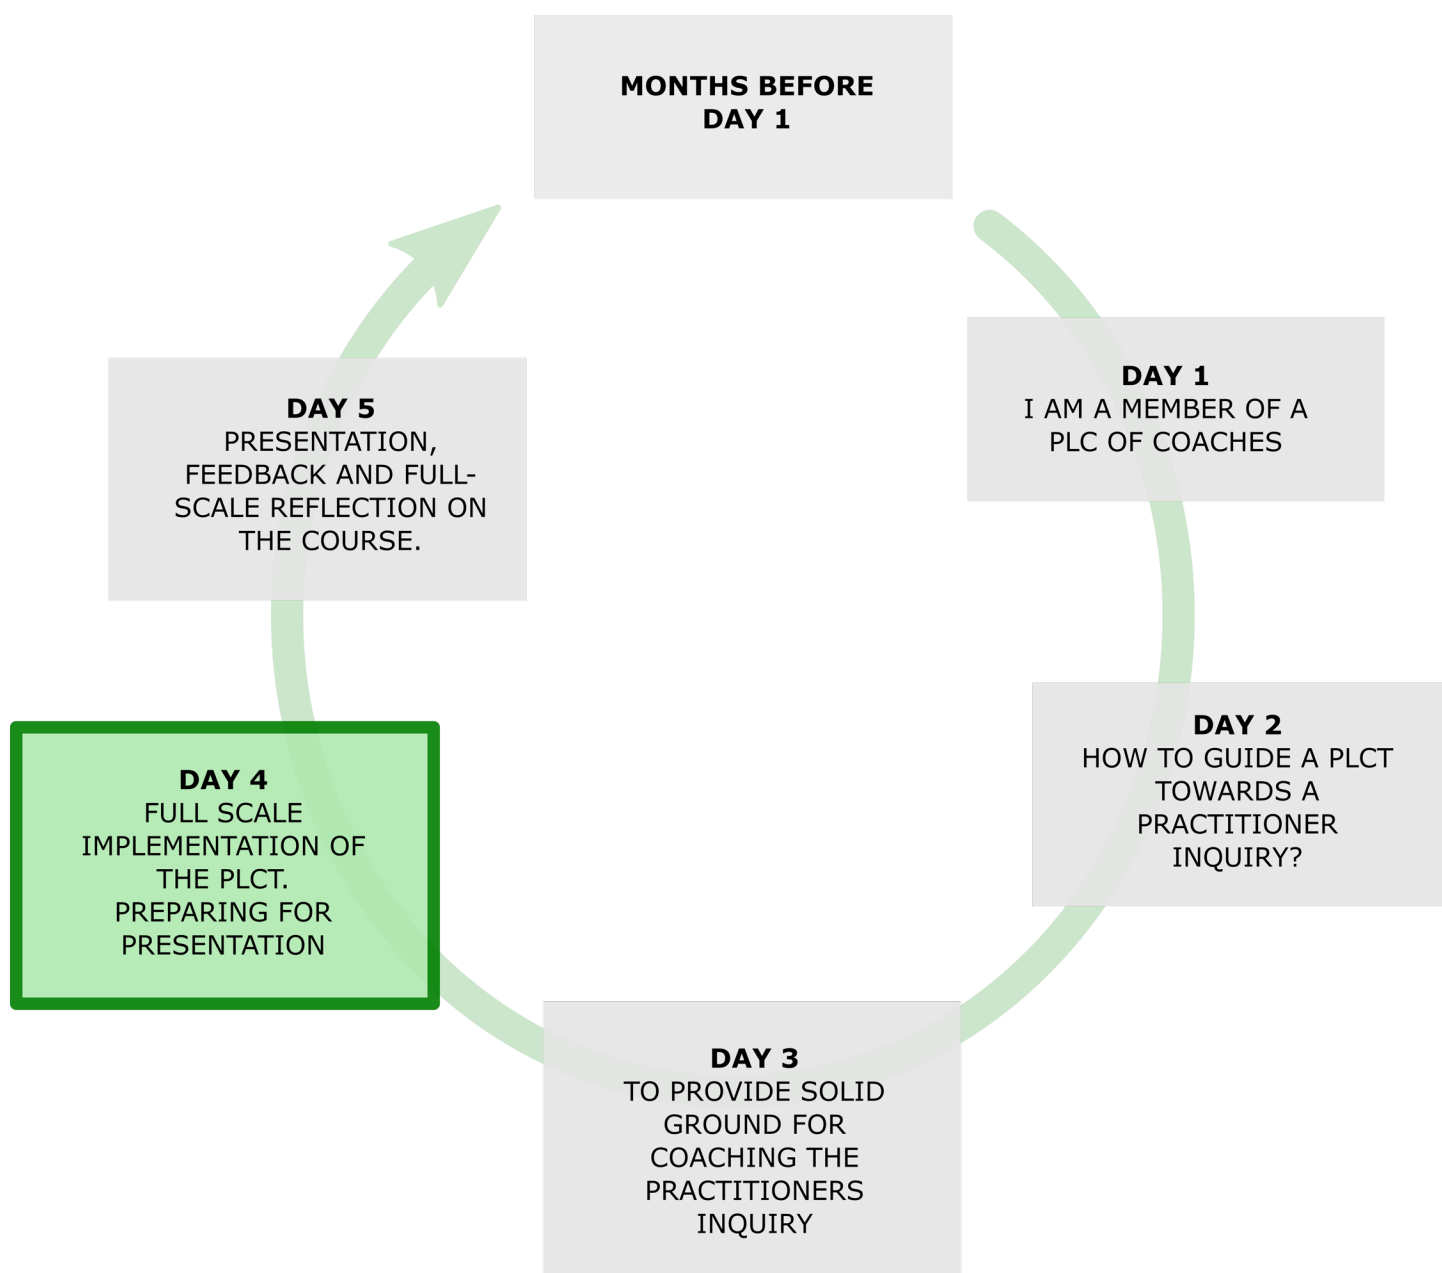 MONTHS BEFORE
DAY 1
DAY 1
I AM A MEMBER OF A
PLC OF COACHES
DAY 2
HOW TO GUIDE A PLCT
TOWARDS A
PRACTITIONER
INQUIRY?
DAY 3
TO PROVIDE SOLID
GROUND FOR
COACHING THE
PRACTITIONERS
INQUIRY
DAY 4
FULL SCALE
IMPLEMENTATION OF
THE PLCT.
PREPARING FOR
PRESENTATION
DAY 5
PRESENTATION,
FEEDBACK AND FULL-
SCALE REFLECTION ON
THE COURSE.